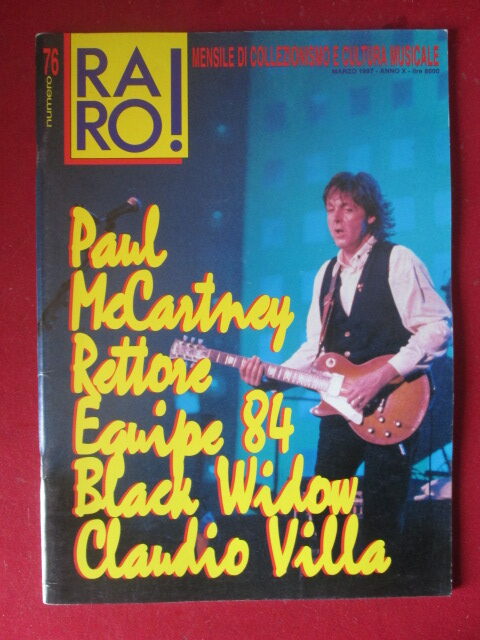 numero 76
RA
RO!
MENSILE DI COLLEZIONISMO E CULTURA MUSICALE
MARZO 1997 - ANNO X - lire 8000
Paul
McCartney
Rettore
Equipe 84
Black Widow
Claudio Villa